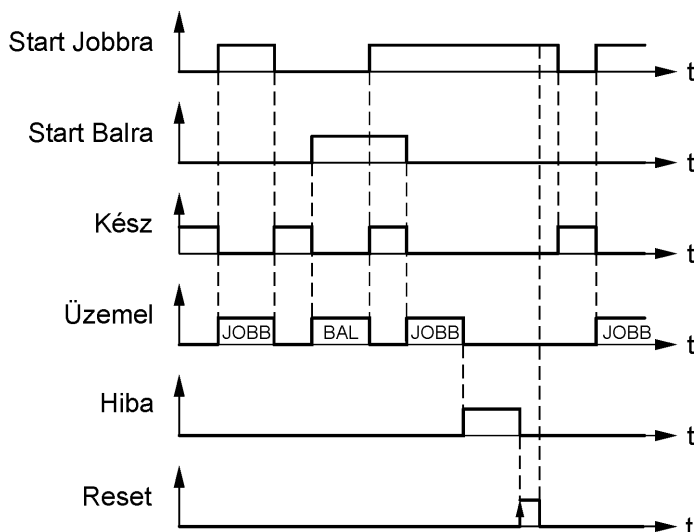 Start Jobbra
t
Start Balra
t
Kész
t
Üzemel
JOBB BAL JOBB JOBB
t
Hiba
t
Reset
t